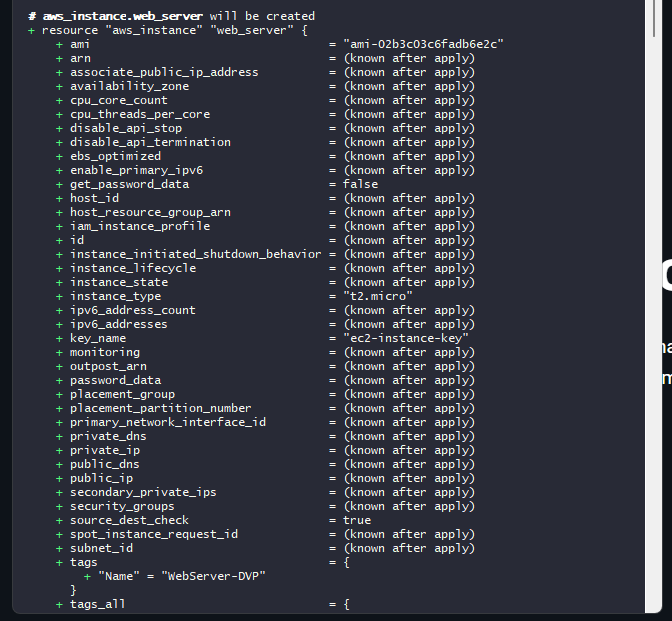 # aws_instance.web_server will be created
+ resource "aws_instance" "web_server" {
+ ami = "ami-02b3c03c6fadb6e2c"
+ arn = (known after apply)
+ associate_public_ip_address = (known after apply)
+ availability_zone = (known after apply)
+ cpu_core_count = (known after apply)
+ cpu_threads_per_core = (known after apply)
+ disable_api_stop = (known after apply)
+ disable_api_termination = (known after apply)
+ ebs_optimized = (known after apply)
+ enable_primary_ipv6 = (known after apply)
+ get_password_data = false
+ host_id = (known after apply)
+ host_resource_group_arn = (known after apply)
+ iam_instance_profile = (known after apply)
+ id = (known after apply)
+ instance_initiated_shutdown_behavior = (known after apply)
+ instance_lifecycle = (known after apply)
+ instance_state = (known after apply)
+ instance_type = "t2.micro"
+ ipv6_address_count = (known after apply)
+ ipv6_addresses = (known after apply)
+ key_name = "ec2-instance-key"
+ monitoring = (known after apply)
+ outpost_arn = (known after apply)
+ password_data = (known after apply)
+ placement_group = (known after apply)
+ placement_partition_number = (known after apply)
+ primary_network_interface_id = (known after apply)
+ private_dns = (known after apply)
+ private_ip = (known after apply)
+ public_dns = (known after apply)
+ public_ip = (known after apply)
+ secondary_private_ips = (known after apply)
+ security_groups = (known after apply)
+ source_dest_check = true
+ spot_instance_request_id = (known after apply)
+ subnet_id = (known after apply)
+ tags = {
+ "Name" = "WebServer-DVP"
}
+ tags_all = {